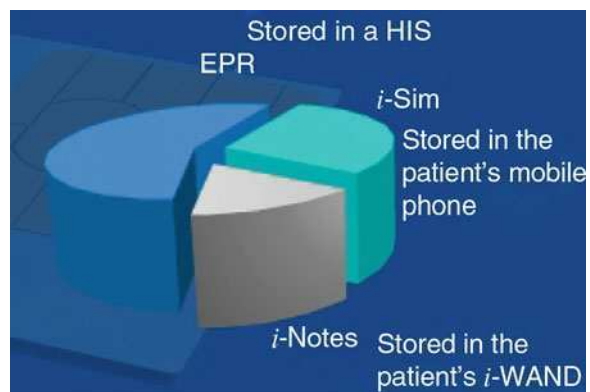 Stored in a HIS
EPR
i-Sim
Stored in the
patient's mobile
phone
i-Notes
Stored in the
patient's i-WAND